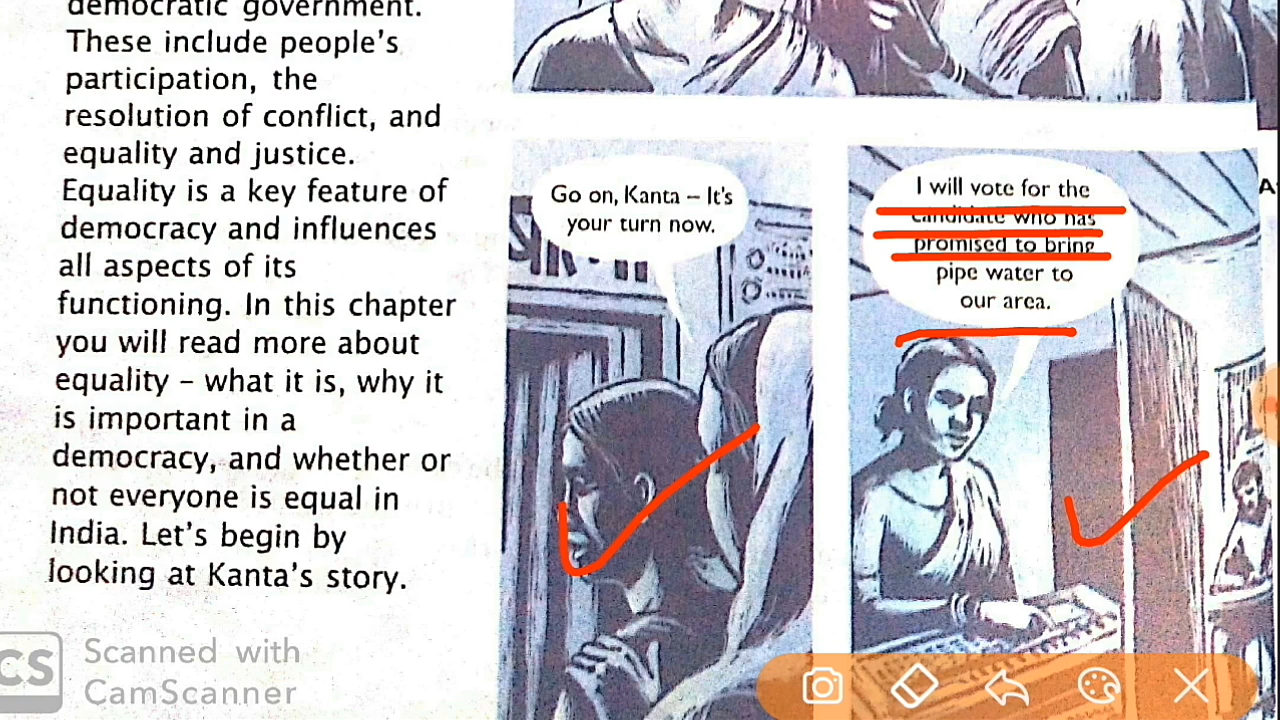 democratic government.
These include people's
participation, the
resolution of conflict, and
equality and justice.
Equality is a key feature of
democracy and influences
all aspects of its
functioning. In this chapter
you will read more about
equality – what it is, why it
is important in a
democracy, and whether or
not everyone is equal in
India. Let's begin by
looking at Kanta's story.
Go on, Kanta – It's
your turn now.
I will vote for the
candidate who has
promised to bring
pipe water to
our area.
A
CS
Scanned with
CamScanner